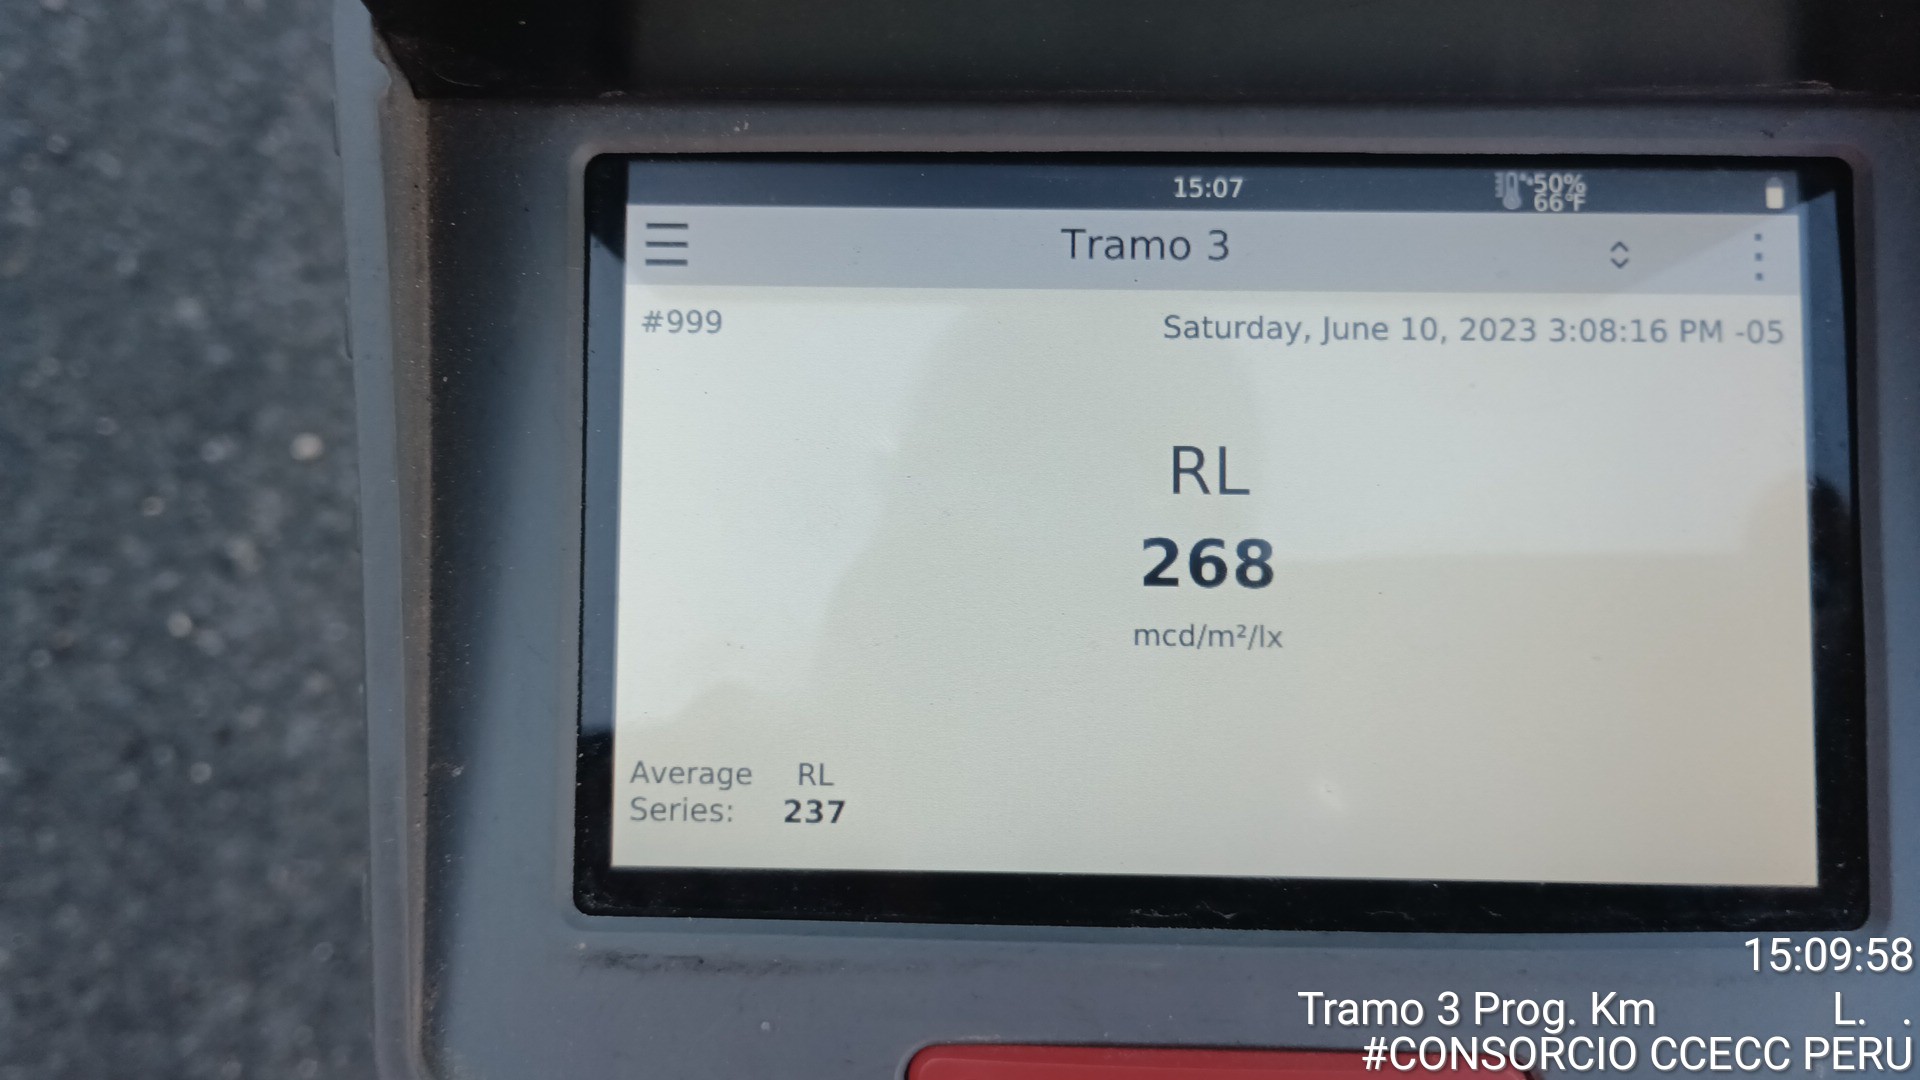 15:07
50%
66°F
Tramo 3
#999
Saturday, June 10, 2023 3:08:16 PM -05
RL
268
mcd/m²/lx
Average RL
Series: 237
15:09:58
Tramo 3 Prog. Km L. .
#CONSORCIO CCECC PERU